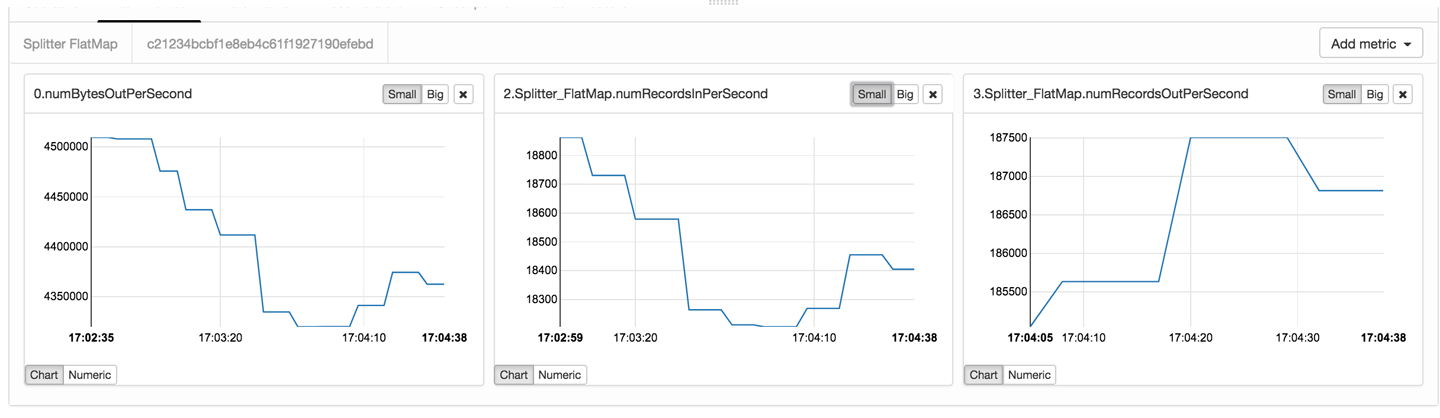 Splitter FlatMap c21234bcbf1e8eb4c61f1927190efebd Add metric
0.numBytesOutPerSecond Small Big ✖
4500000
4450000
4400000
4350000
17:02:35 17:03:20 17:04:10 17:04:38
Chart Numeric
2.Splitter_FlatMap.numRecordsInPerSecond Small Big ✖
18800
18700
18600
18500
18400
18300
17:02:59 17:03:20 17:04:10 17:04:38
Chart Numeric
3.Splitter_FlatMap.numRecordsOutPerSecond Small Big ✖
187500
187000
186500
186000
185500
17:04:05 17:04:10 17:04:20 17:04:30 17:04:38
Chart Numeric